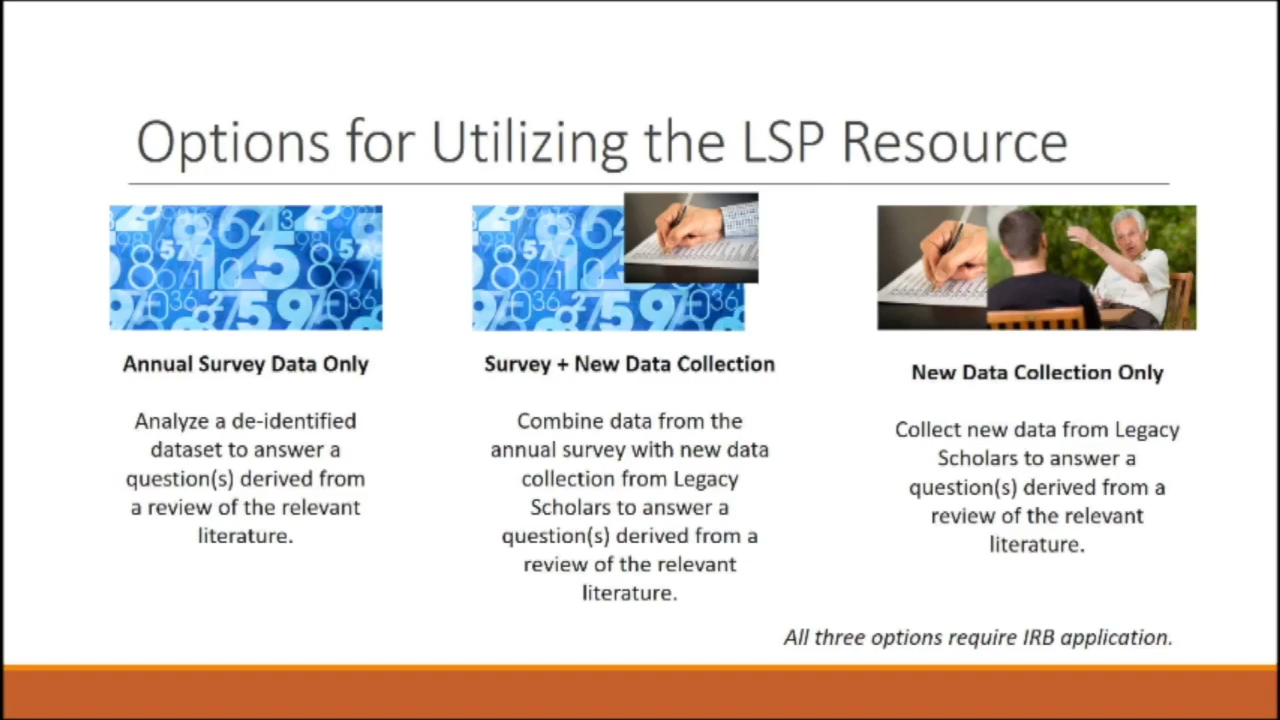 Options for Utilizing the LSP Resource
Annual Survey Data Only
Analyze a de-identified
dataset to answer a
question(s) derived from
a review of the relevant
literature.
Survey + New Data Collection
Combine data from the
annual survey with new data
collection from Legacy
Scholars to answer a
question(s) derived from a
review of the relevant
literature.
New Data Collection Only
Collect new data from Legacy
Scholars to answer a
question(s) derived from a
review of the relevant
literature.
All three options require IRB application.